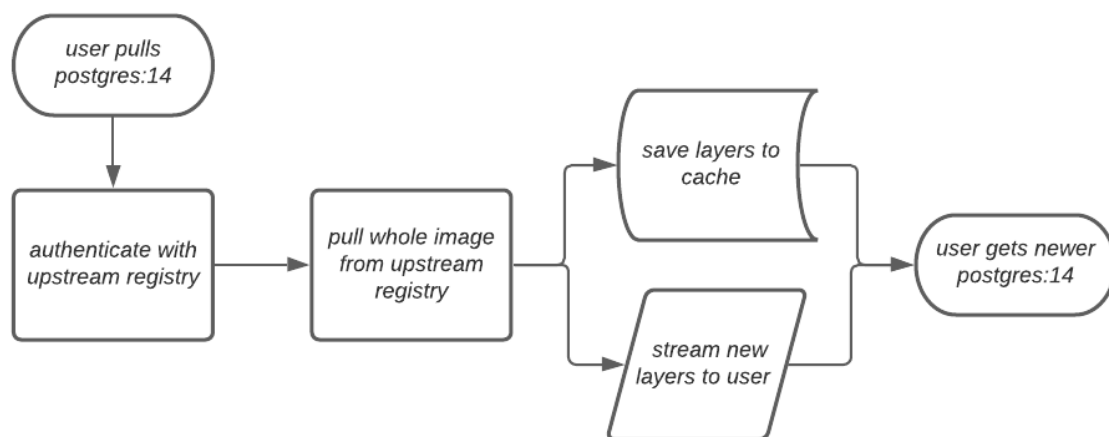 user pulls
postgres:14
authenticate with
upstream registry
pull whole image
from upstream
registry
save layers to
cache
stream new
layers to user
user gets newer
postgres:14